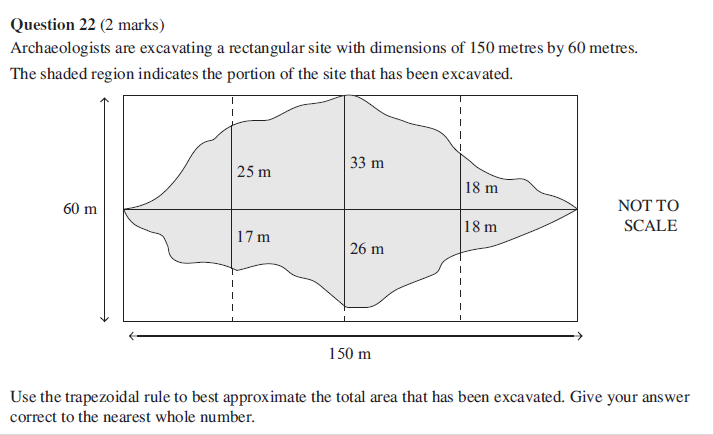 Question 22 (2 marks)
Archaeologists are excavating a rectangular site with dimensions of 150 metres by 60 metres.
The shaded region indicates the portion of the site that has been excavated.
25 m
33 m
18 m
60 m
NOT TO
SCALE
17 m
18 m
26 m
150 m
Use the trapezoidal rule to best approximate the total area that has been excavated. Give your answer
correct to the nearest whole number.